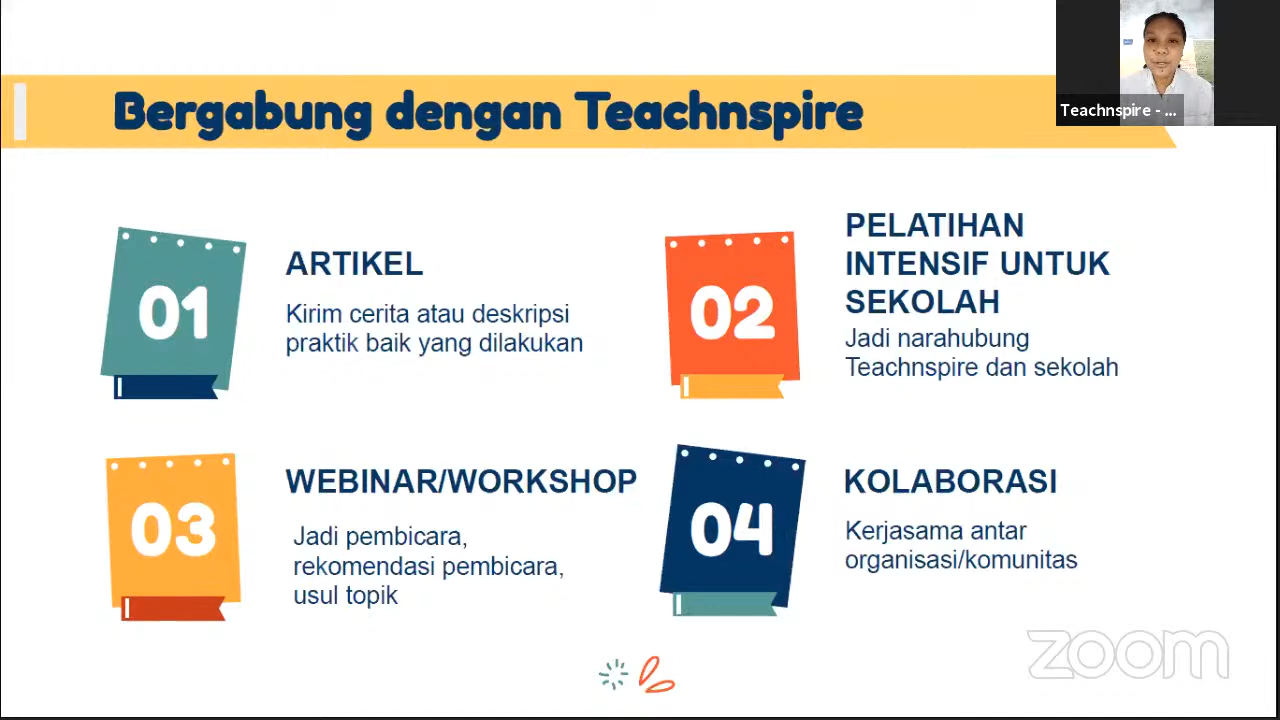 Bergabung dengan Teachnspire
Teachnspire - ...
01
ARTIKEL
Kirim cerita atau deskripsi
praktik baik yang dilakukan
02
PELATIHAN
INTENSIF UNTUK
SEKOLAH
Jadi narahubung
Teachnspire dan sekolah
03
WEBINAR/WORKSHOP
Jadi pembicara,
rekomendasi pembicara,
usul topik
04
KOLABORASI
Kerjasama antar
organisasi/komunitas
zoom